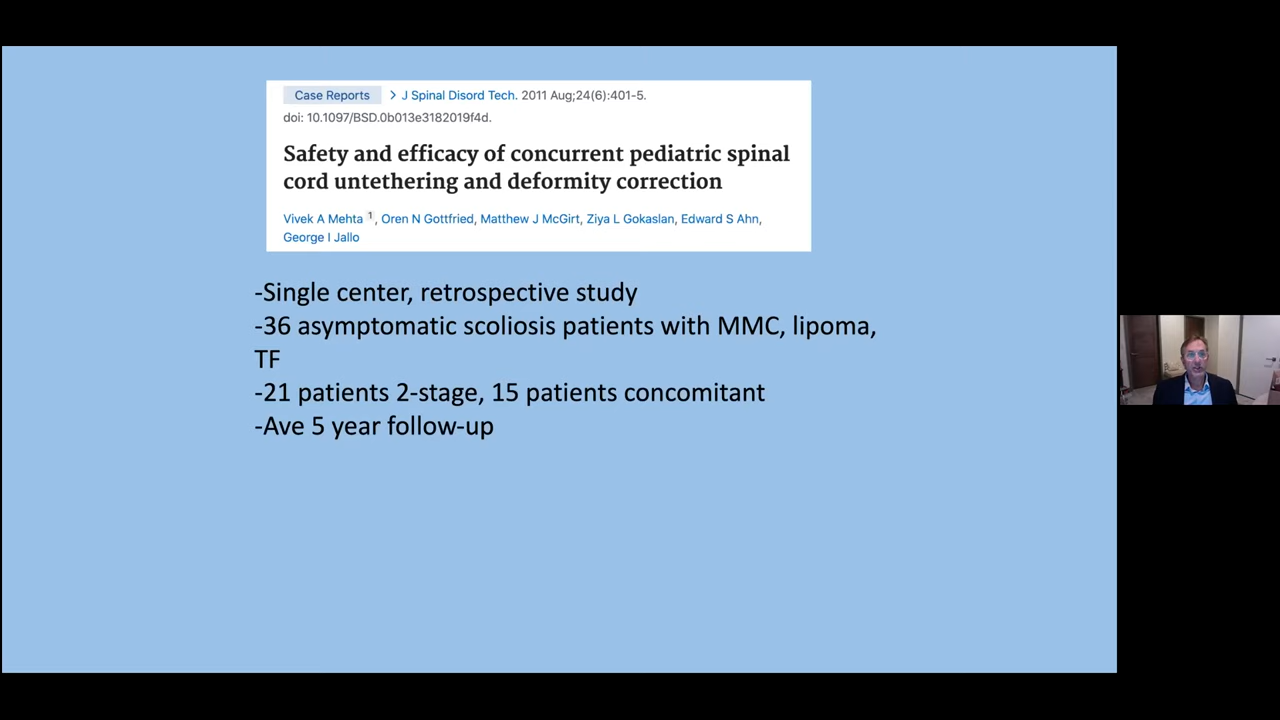 Case Reports > J Spinal Disord Tech. 2011 Aug;24(6):401-5.
doi: 10.1097/BSD.0b013e3182019f4d.
Safety and efficacy of concurrent pediatric spinal
cord untethering and deformity correction
Vivek A Mehta 1, Oren N Gottfried, Matthew J McGirt, Ziya L Gokaslan, Edward S Ahn,
George I Jallo
-Single center, retrospective study
-36 asymptomatic scoliosis patients with MMC, lipoma,
TF
-21 patients 2-stage, 15 patients concomitant
-Ave 5 year follow-up